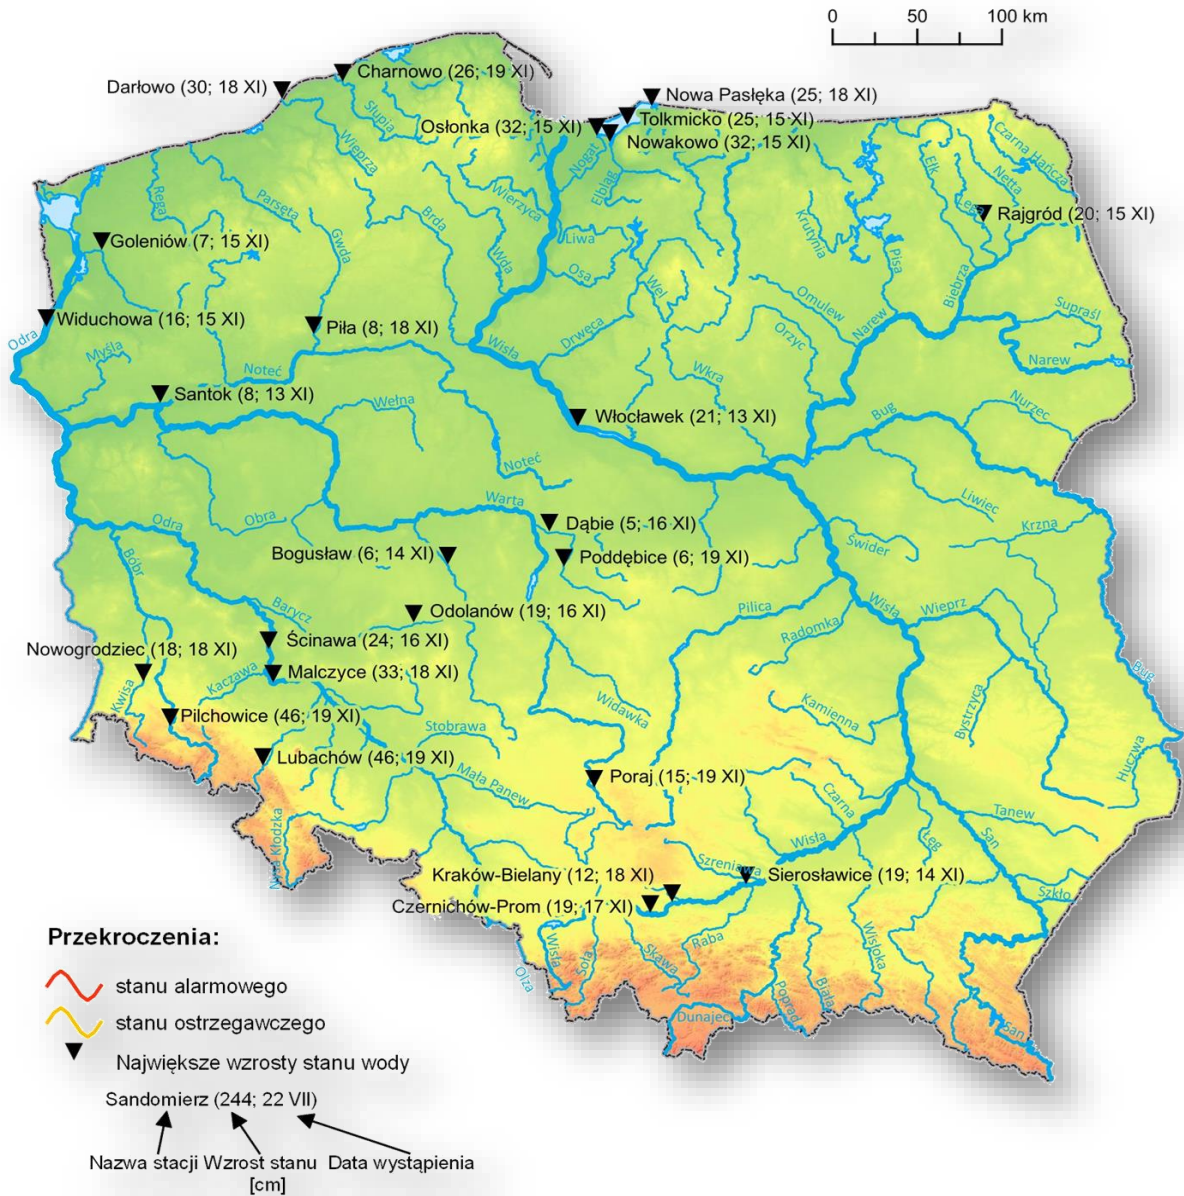 0 50 100 km
Charnowo (26; 19 XI)
Darłowo (30; 18 XI)
Nowa Pasłęka (25; 18 XI)
Tolkmicko (25; 15 XI)
Osłonka (32; 15 XI)
Nowakowo (32; 15 XI)
Słupia
Wieprza
Nogat
Elbląg
Czarna Hańcza
Ełk
Netta
Rega
Parsęta
Wierzyca
Brda
Gwda
Wda
Liwa
Osa
Krutynia
Pisa
Biebrza
Rajgród (20; 15 XI)
Goleniów (7; 15 XI)
Wel
Omulew
Orzyc
Narew
Supraśl
Widuchowa (16; 15 XI)
Odra
Piła (8; 18 XI)
Myśla
Noteć
Wisła
Drwęca
Wkra
Narew
Santok (8; 13 XI)
Wełna
Włocławek (21; 13 XI)
Bug
Nurzec
Noteć
Warta
Liwiec
Krzna
Odra
Obra
Dąbie (5; 16 XI)
Świder
Bogusław (6; 14 XI)
Poddębice (6; 19 XI)
Bóbr
Barycz
Odolanów (19; 16 XI)
Pilica
Wisła
Wieprz
Radomka
Ścinawa (24; 16 XI)
Nowogrodziec (18; 18 XI)
Malczyce (33; 18 XI)
Kaczawa
Kwisa
Bug
Pilchowice (46; 19 XI)
Stobrawa
Widawka
Kamienna
Bystrzyca
Huczwa
Lubachów (46; 19 XI)
Mała Panew
Poraj (15; 19 XI)
Czarna
Tanew
Nysa Kłodzka
Wisła
Łęg
San
Szreniawa
Kraków-Bielany (12; 18 XI)
Sierosławice (19; 14 XI)
Szkło
Czernichów-Prom (19; 17 XI)
Wisła
Soła
Skawa
Raba
Wisłoka
Olza
Poprad
Biała
Dunajec
San
Przekroczenia:
stanu alarmowego
stanu ostrzegawczego
Największe wzrosty stanu wody
Sandomierz (244; 22 VII)
Nazwa stacji Wzrost stanu Data wystąpienia
[cm]